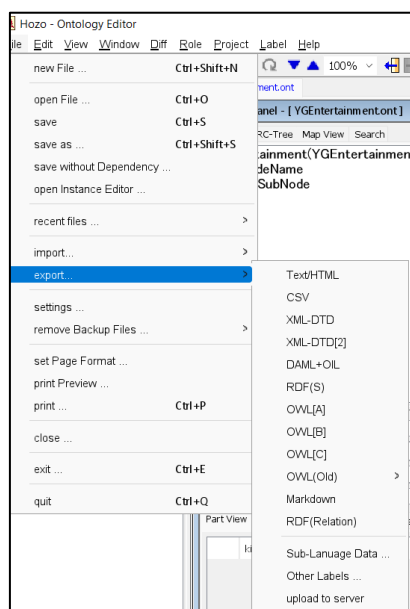 Hozo - Ontology Editor
ile Edit View Window Diff Role Project Label Help
new File ... Ctrl+Shift+N
100%
ment.ont
open File ... Ctrl+O
anel - [ YGEntertainment.ont ]
save Ctrl+S
RC-Tree Map View Search
save as ... Ctrl+Shift+S
tainment(YGEntertainmen
save without Dependency ...
deName
open Instance Editor ...
SubNode
recent files ... >
import... >
export... >
Text/HTML
CSV
settings ...
XML-DTD
remove Backup Files ... >
XML-DTD[2]
set Page Format ...
DAML+OIL
print Preview ...
RDF(S)
print ... Ctrl+P
OWL[A]
OWL[B]
close ...
OWL[C]
exit ... Ctrl+E
OWL(Old) >
Markdown
quit Ctrl+Q
RDF(Relation)
Part View
Sub-Lanuage Data ...
Other Labels ...
upload to server